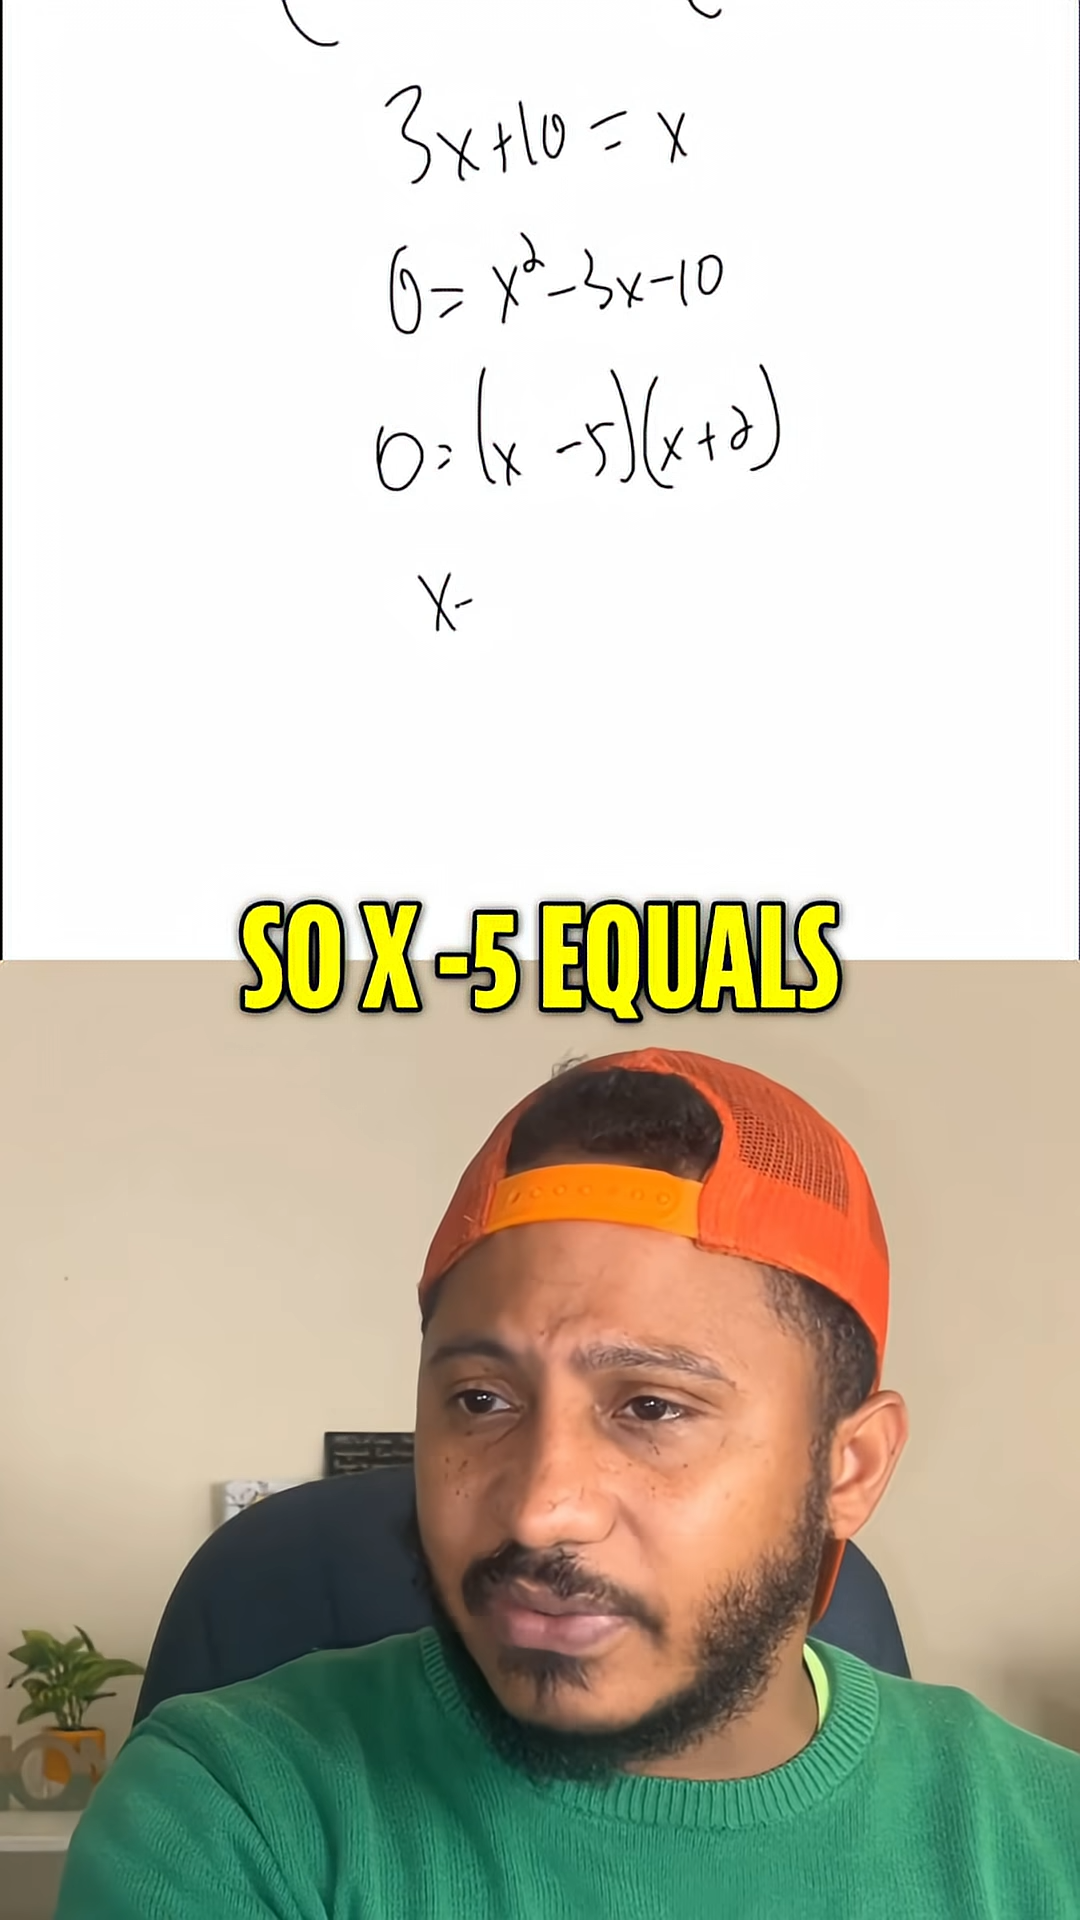 3x+10 = x
0 = x²-3x-10
0 = (x -5)(x+2)
x-
SO X -5 EQUALS